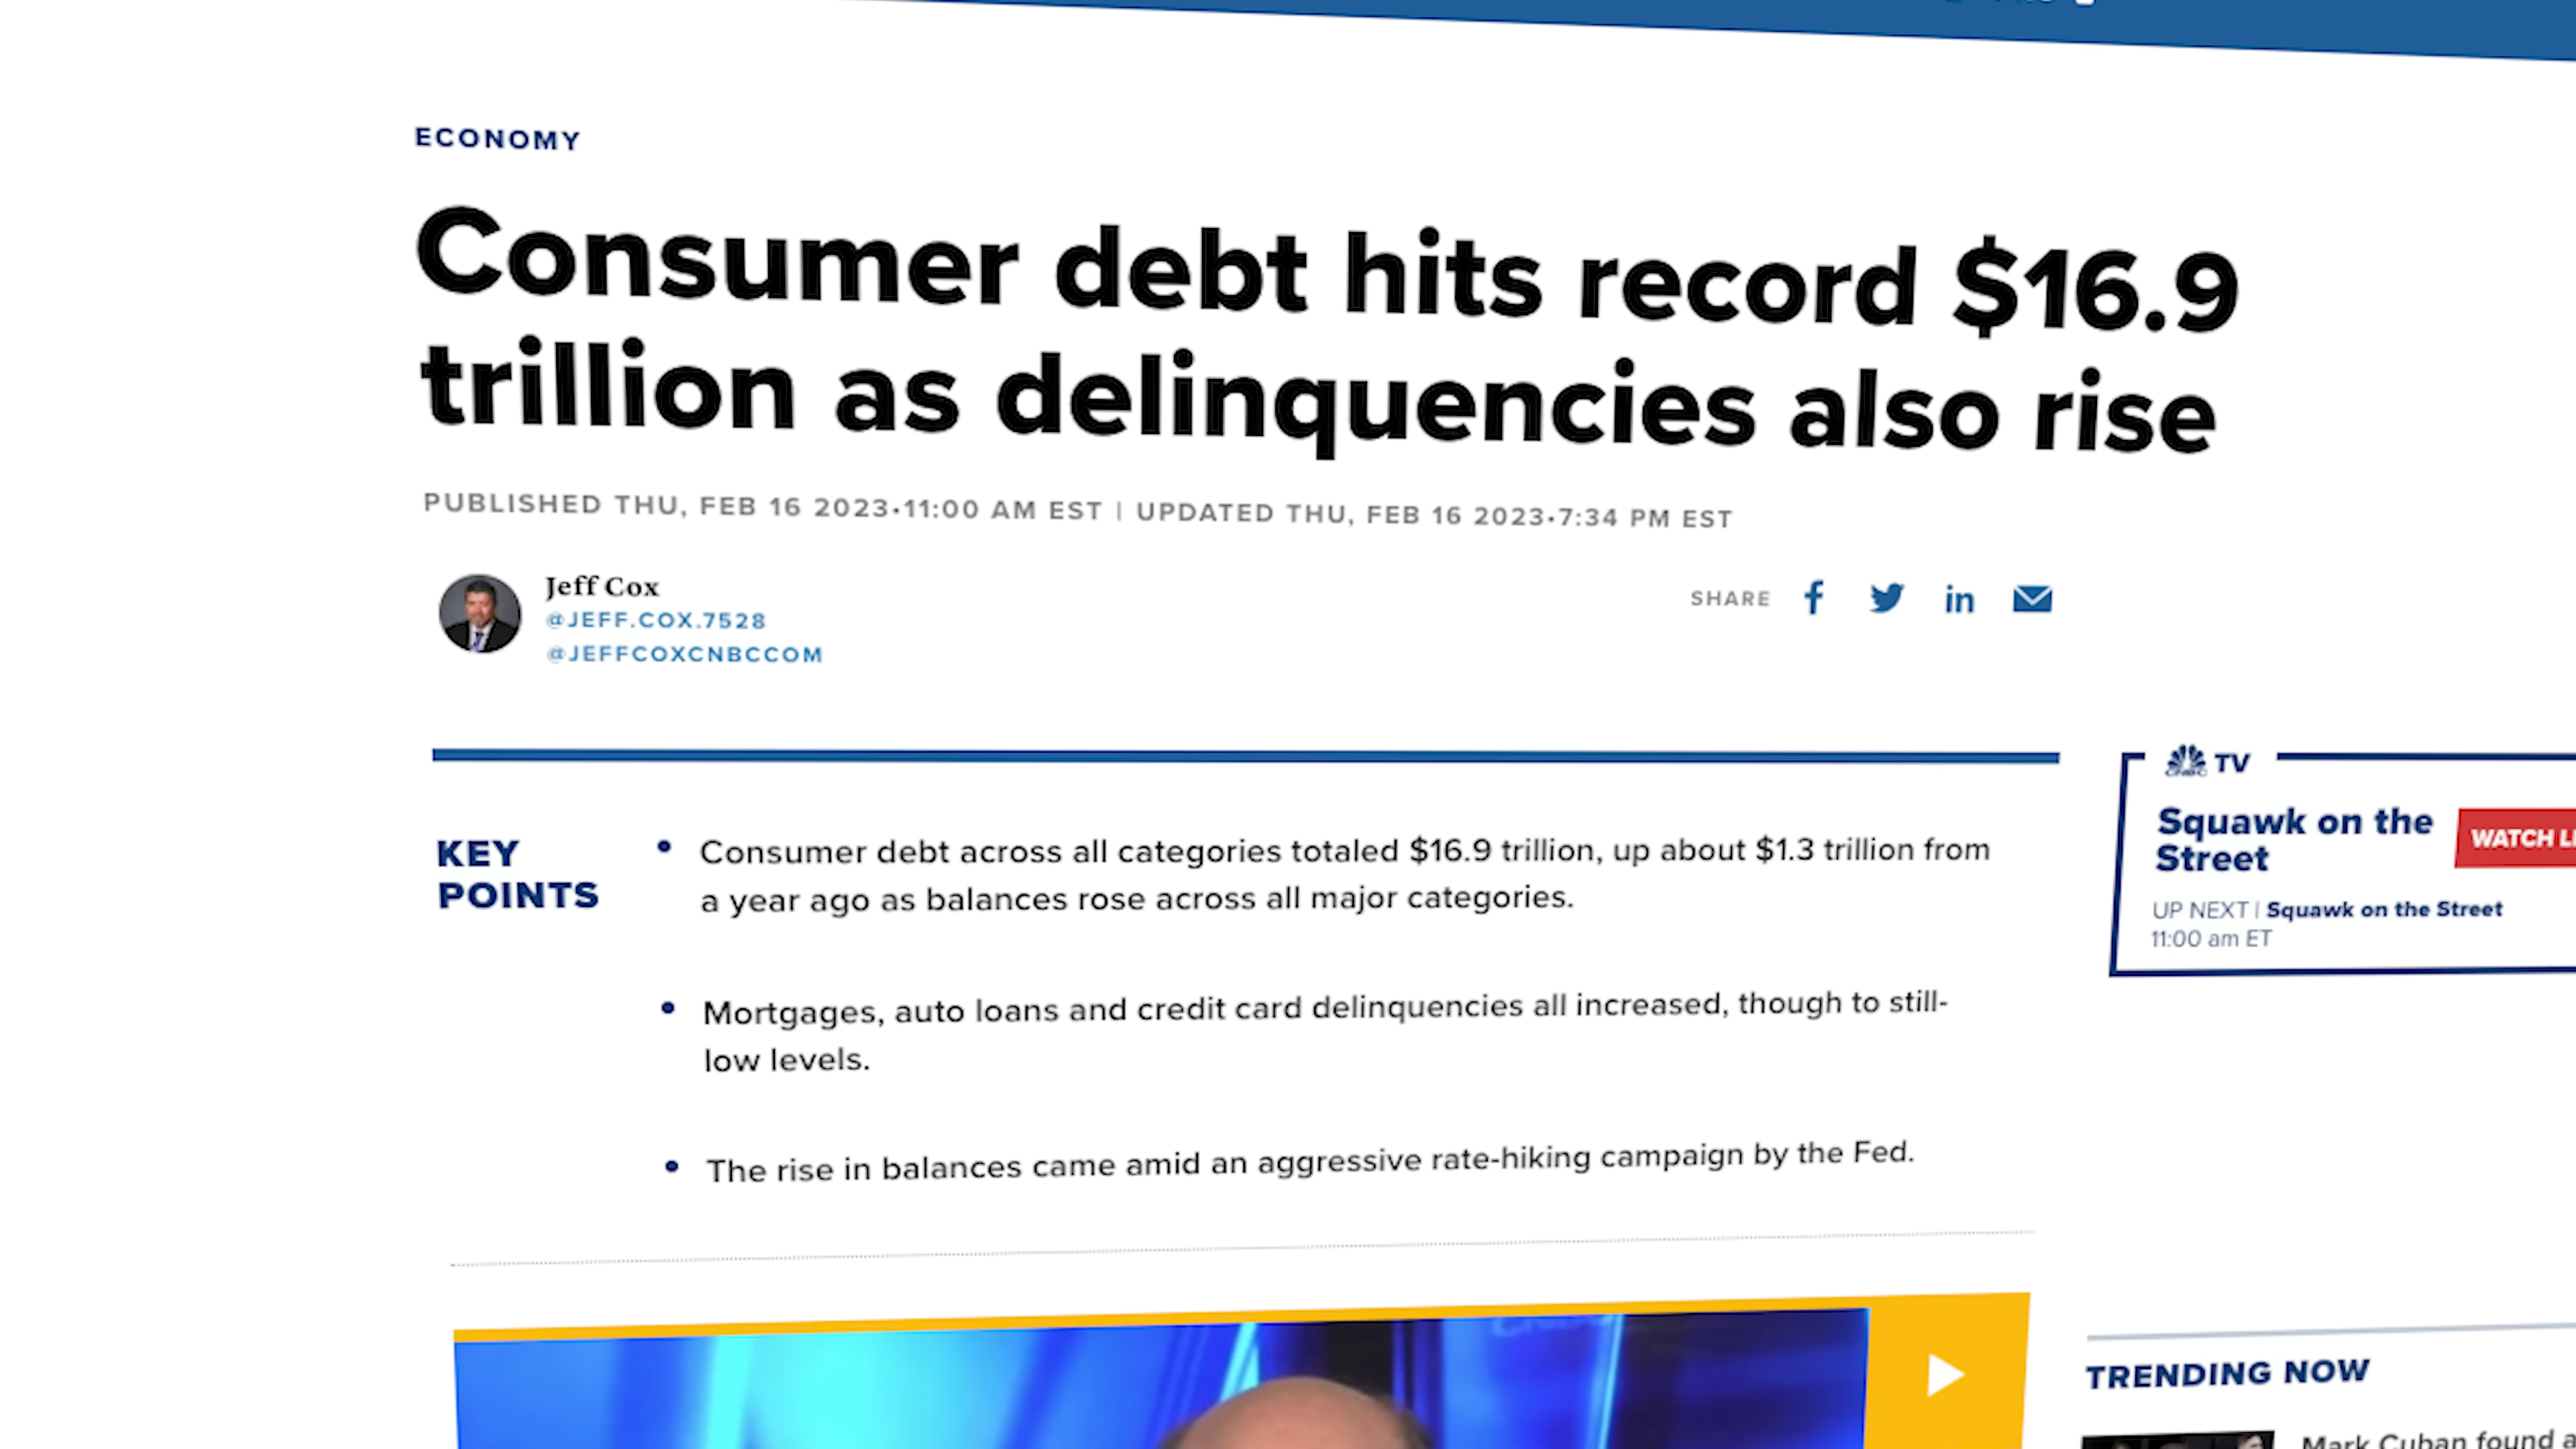 ECONOMY
Consumer debt hits record $16.9
trillion as delinquencies also rise
PUBLISHED THU, FEB 16 2023•11:00 AM EST | UPDATED THU, FEB 16 2023•7:34 PM EST
Jeff Cox
@JEFF.COX.7528
@JEFFCOXCNBCCOM
SHARE
KEY
POINTS
• Consumer debt across all categories totaled $16.9 trillion, up about $1.3 trillion from
a year ago as balances rose across all major categories.
• Mortgages, auto loans and credit card delinquencies all increased, though to still-
low levels.
• The rise in balances came amid an aggressive rate-hiking campaign by the Fed.
CNBC TV
Squawk on the
Street
WATCH
UP NEXT | Squawk on the Street
11:00 am ET
TRENDING NOW
Mark Cuban found